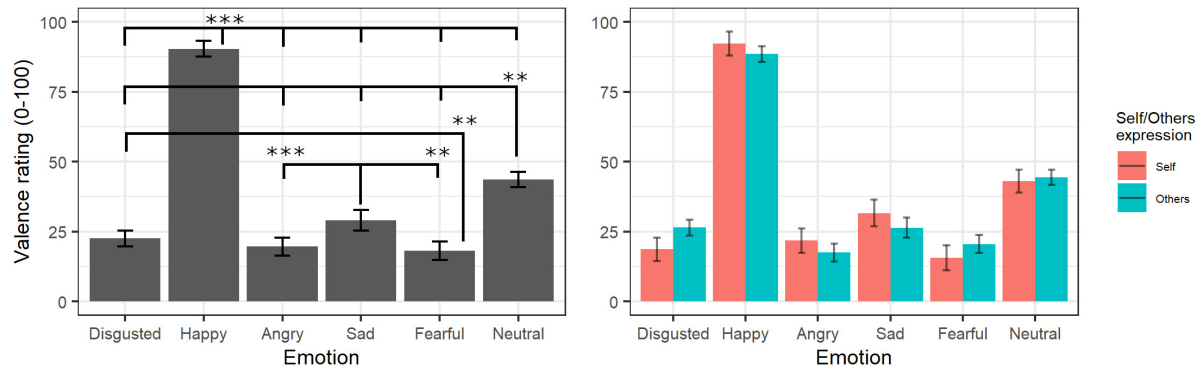 Valence rating (0-100)
100
75
50
25
0
***
**
**
***
**
Disgusted Happy Angry Sad Fearful Neutral
Emotion
100
75
50
25
0
Disgusted Happy Angry Sad Fearful Neutral
Emotion
Self/Others
expression
Self
Others